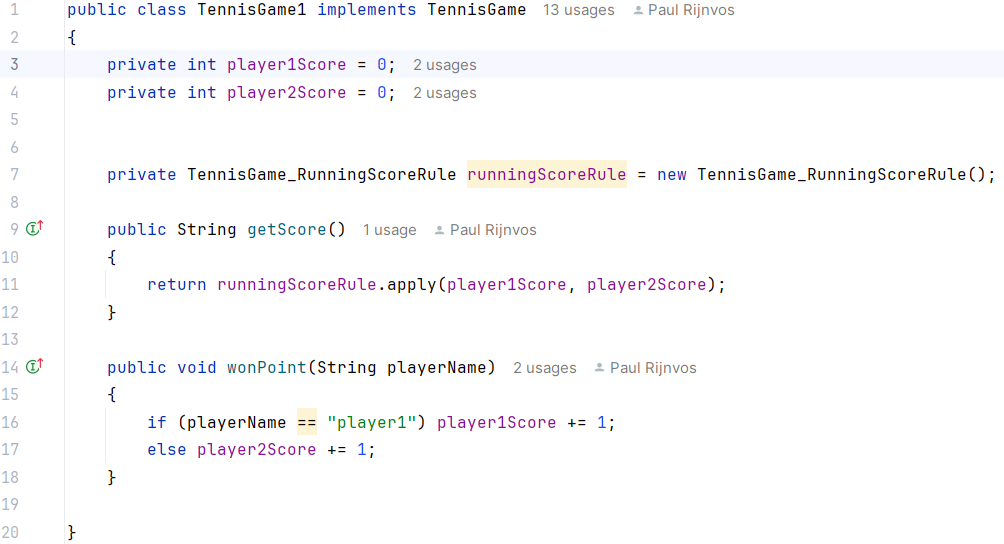 1 public class TennisGame1 implements TennisGame 13 usages Paul Rijnvos
2 {
3 private int player1Score = 0; 2 usages
4 private int player2Score = 0; 2 usages
5
6
7 private TennisGame_RunningScoreRule runningScoreRule = new TennisGame_RunningScoreRule();
8
9 public String getScore() 1 usage Paul Rijnvos
10 {
11 return runningScoreRule.apply(player1Score, player2Score);
12 }
13
14 public void wonPoint(String playerName) 2 usages Paul Rijnvos
15 {
16 if (playerName == "player1") player1Score += 1;
17 else player2Score += 1;
18 }
19
20 }